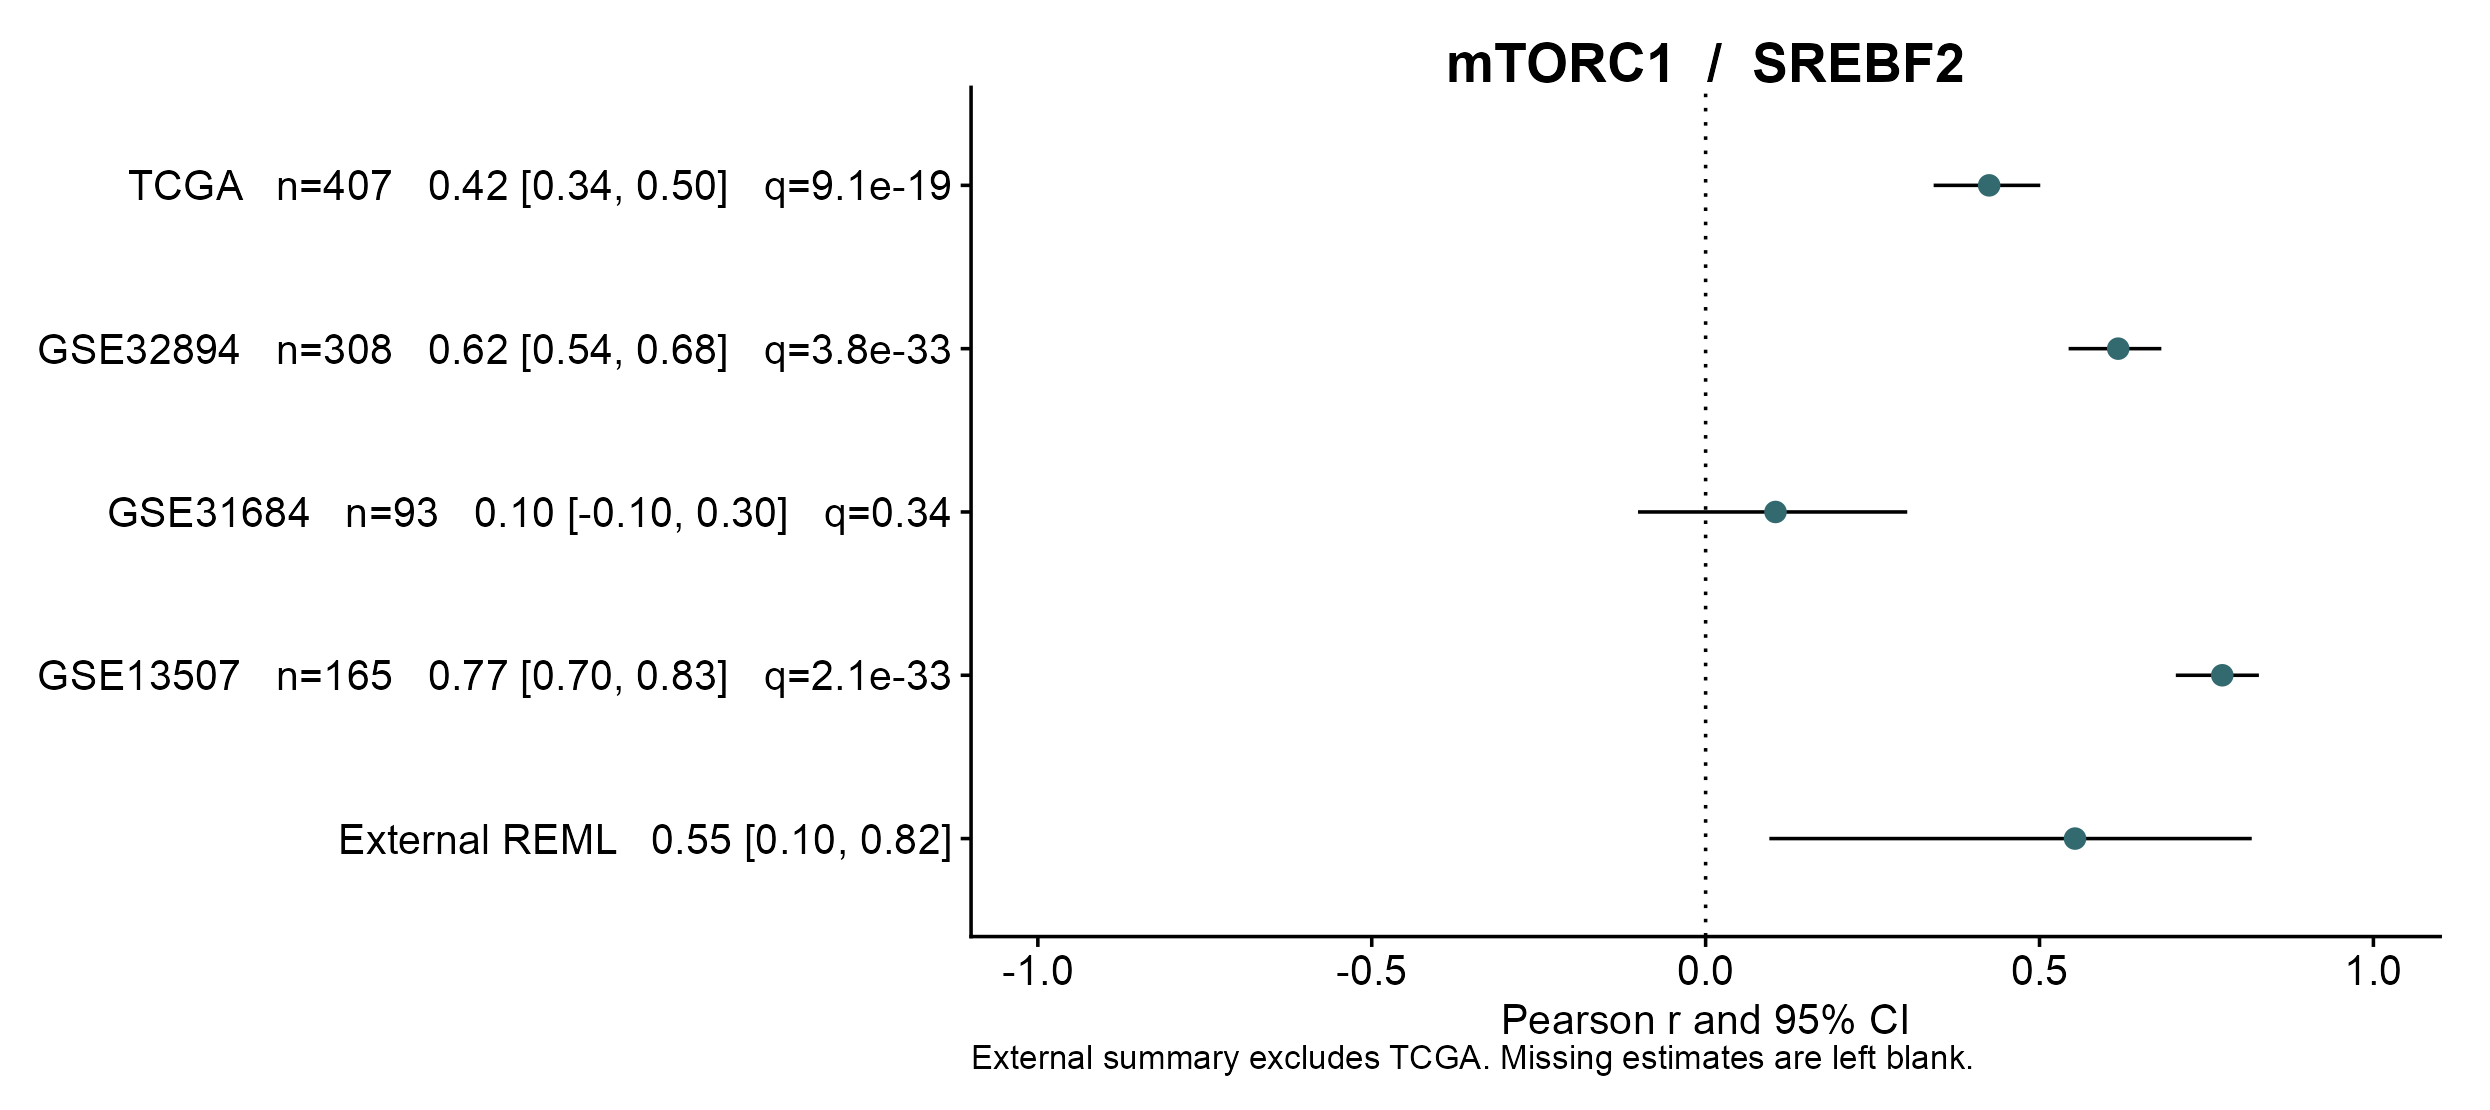 mTORC1 / SREBF2
TCGA n=407 0.42 [0.34, 0.50] q=9.1e-19
GSE32894 n=308 0.62 [0.54, 0.68] q=3.8e-33
GSE31684 n=93 0.10 [-0.10, 0.30] q=0.34
GSE13507 n=165 0.77 [0.70, 0.83] q=2.1e-33
External REML 0.55 [0.10, 0.82]
-1.0 -0.5 0.0 0.5 1.0
Pearson r and 95% CI
External summary excludes TCGA. Missing estimates are left blank.